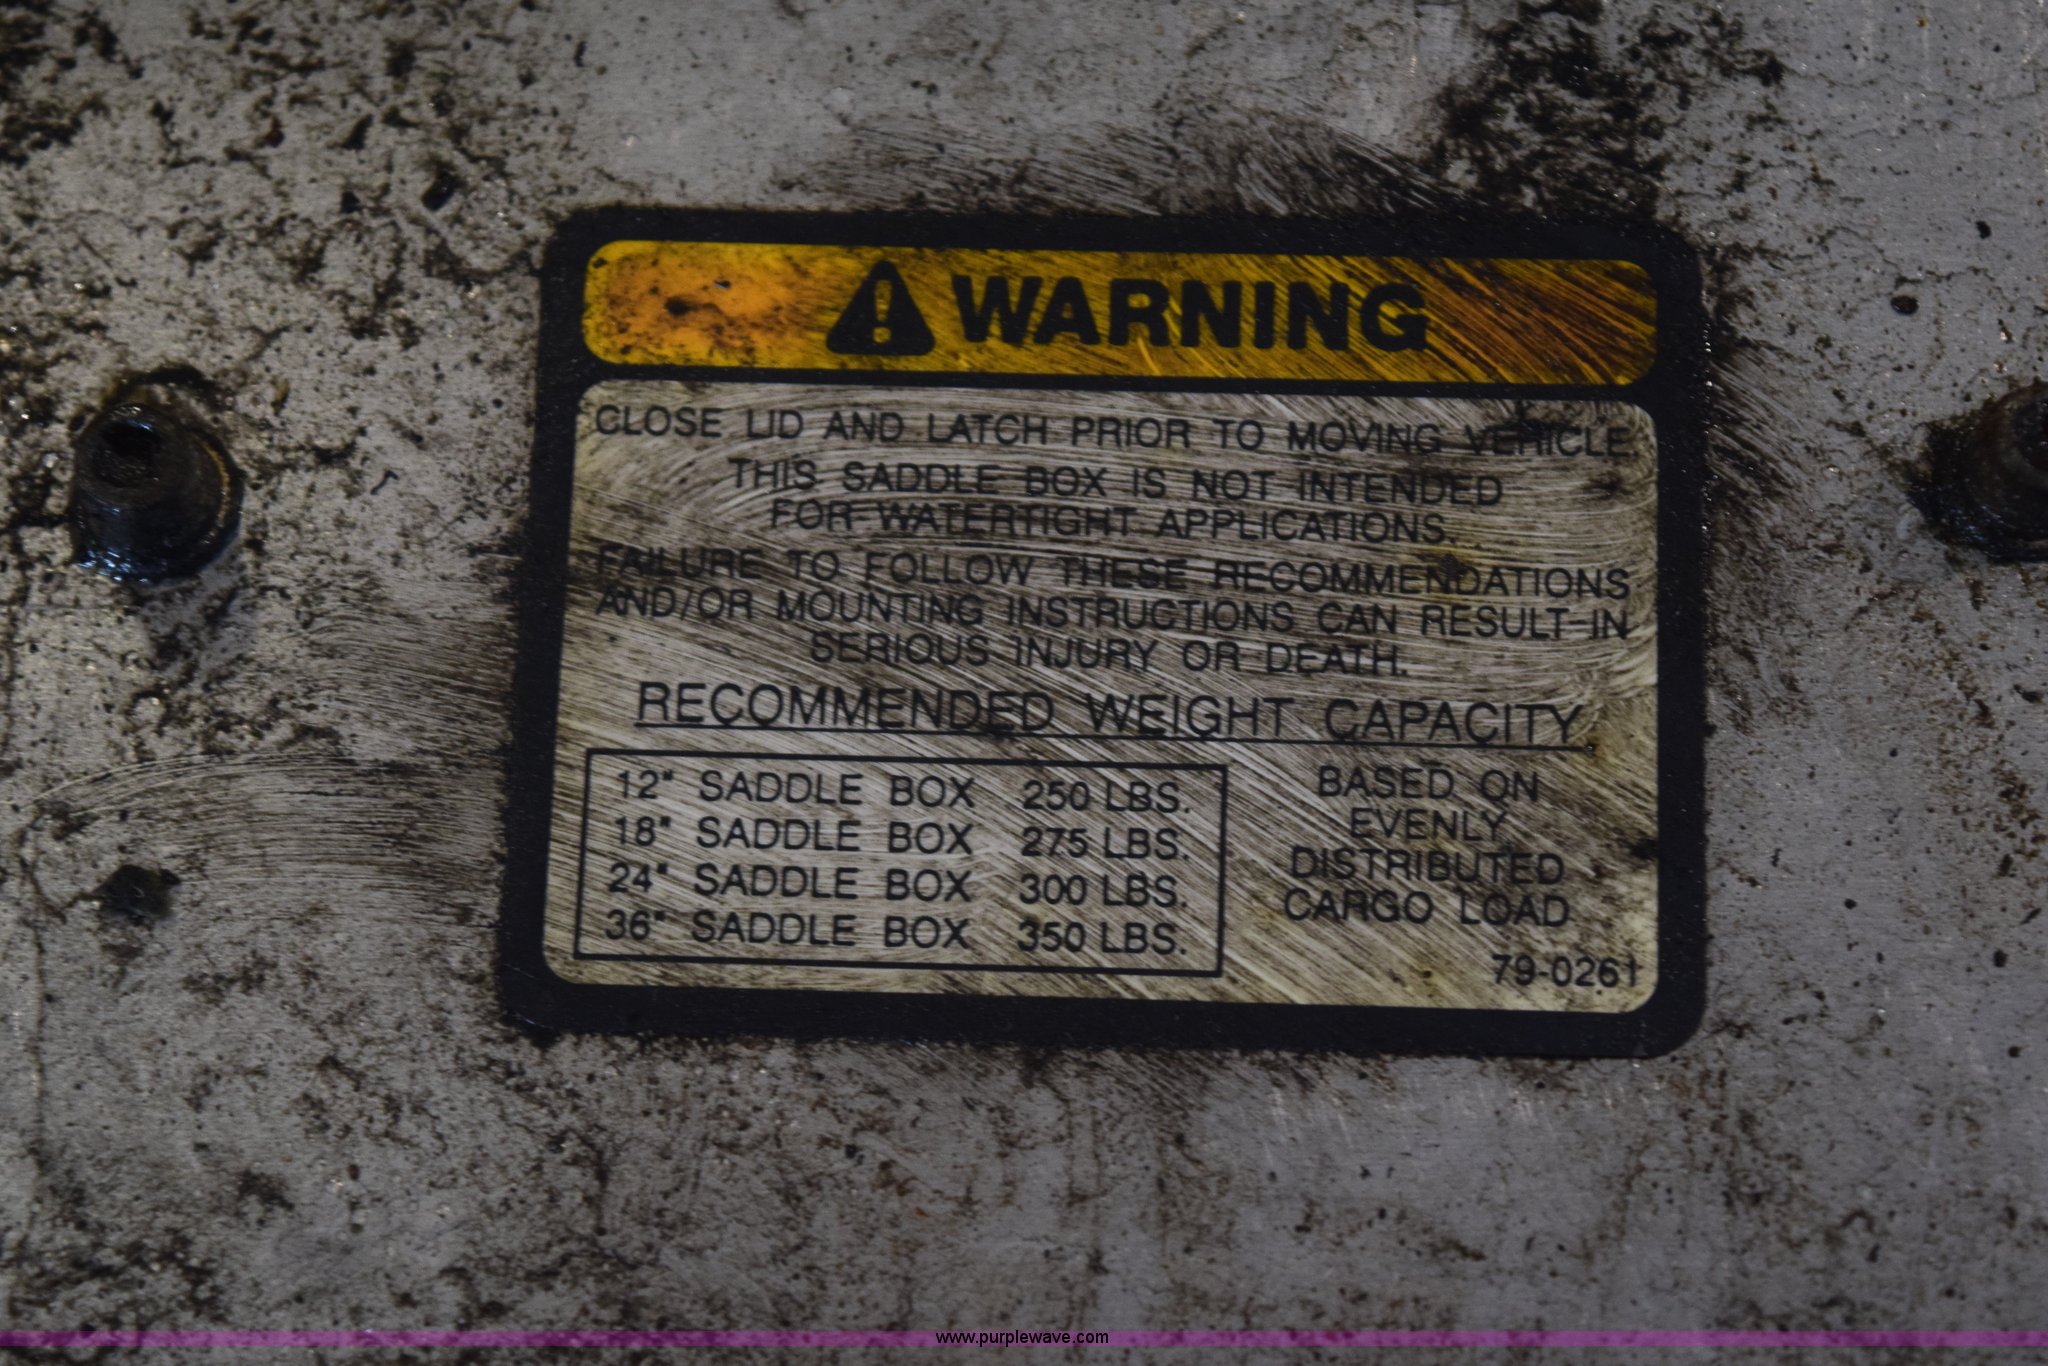 WARNING
CLOSE LID AND LATCH PRIOR TO MOVING VEHICLE.
THIS SADDLE BOX IS NOT INTENDED
FOR WATERTIGHT APPLICATIONS.
FAILURE TO FOLLOW THESE RECOMMENDATIONS
AND/OR MOUNTING INSTRUCTIONS CAN RESULT IN
SERIOUS INJURY OR DEATH.
RECOMMENDED WEIGHT CAPACITY
12" SADDLE BOX 250 LBS.
18" SADDLE BOX 275 LBS.
24" SADDLE BOX 300 LBS.
36" SADDLE BOX 350 LBS.
BASED ON
EVENLY
DISTRIBUTED
CARGO LOAD
79-0261
www.purplewave.com